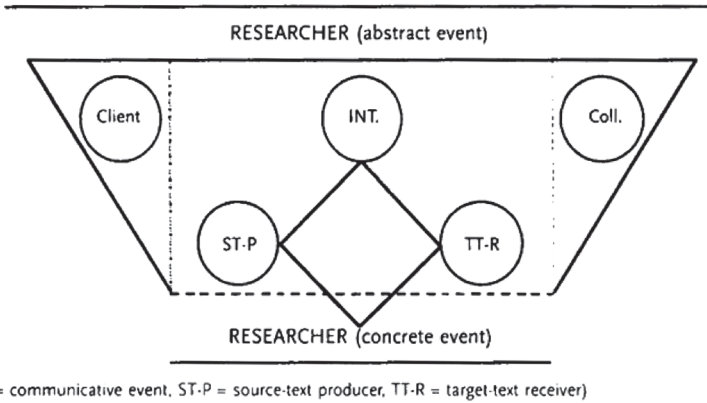 RESEARCHER (abstract event)
Client INT. Coll.
ST-P TT-R
RESEARCHER (concrete event)
= communicative event, ST-P = source-text producer, TT-R = target-text receiver)